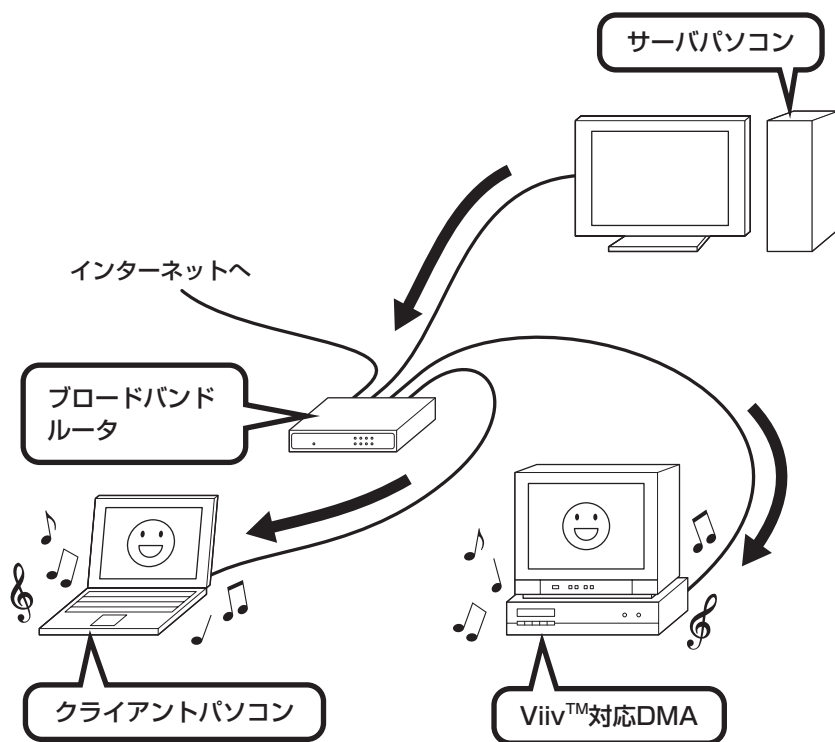 サーバパソコン
インターネットへ
ブロードバンド
ルータ
クライアントパソコン
Viiv™対応DMA